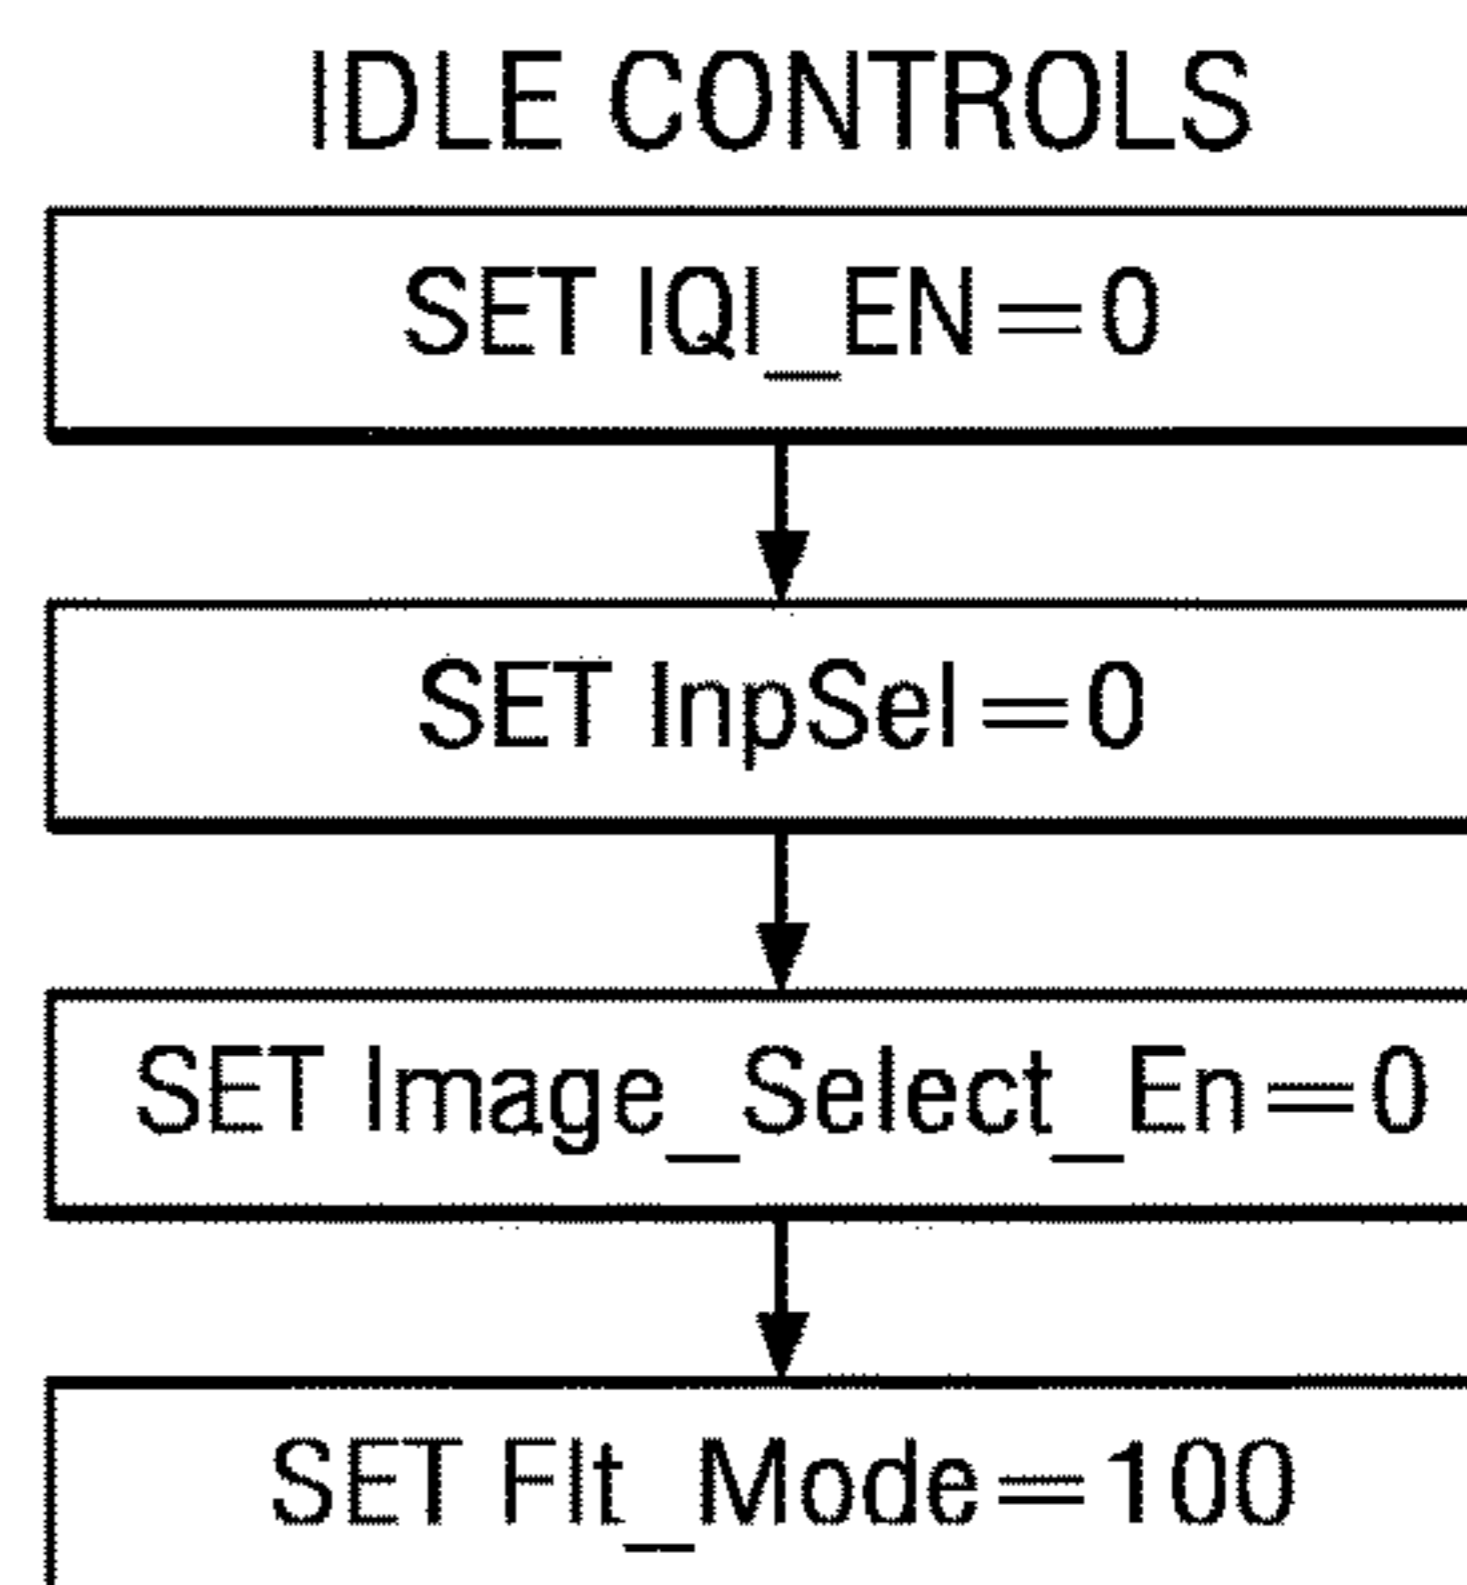 IDLE CONTROLS
SET IQI_EN=0
SET InpSel=0
SET Image_Select_En=0
SET Flt_Mode=100